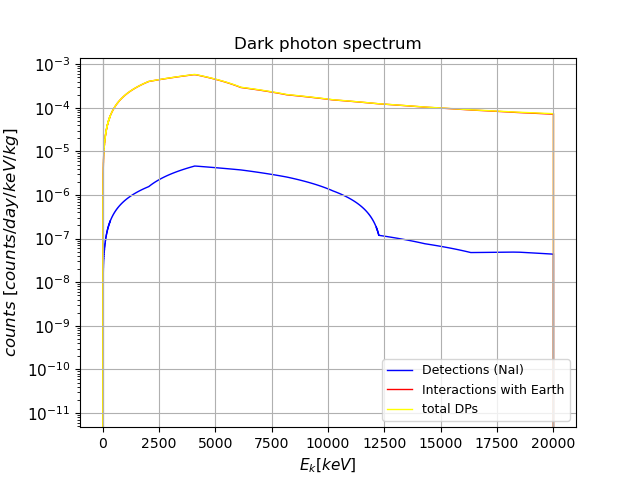 Dark photon spectrum
counts [counts/day/keV/kg]
10⁻³
10⁻⁴
10⁻⁵
10⁻⁶
10⁻⁷
10⁻⁸
10⁻⁹
10⁻¹⁰
10⁻¹¹
Detections (NaI)
Interactions with Earth
total DPs
0 2500 5000 7500 10000 12500 15000 17500 20000
Eₖ[keV]